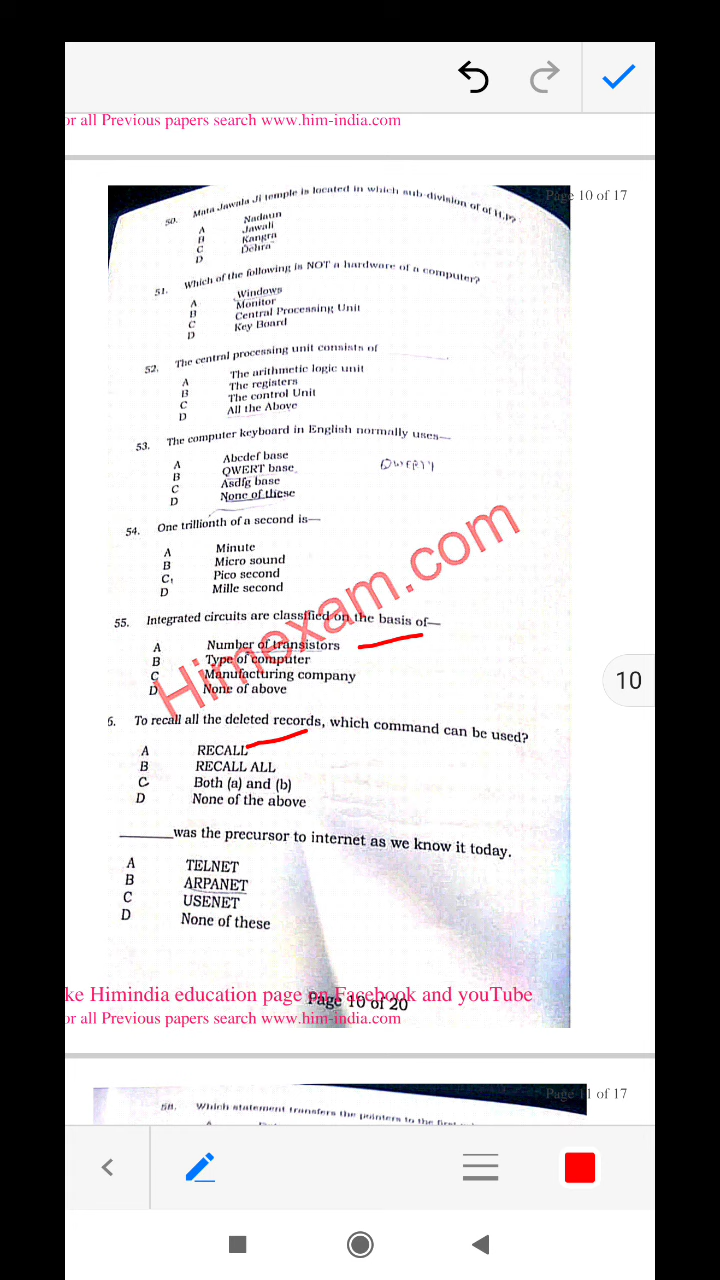 or all Previous papers search www.him-india.com
Page 10 of 17
50. Mata Jawala Ji temple is located in which sub-division of of H.P?
A Nadaun
B Jawali
C Kangra
D Dehra
51. Which of the following is NOT a hardware of a computer?
A Windows
B Monitor
C Central Processing Unit
D Key Board
52. The central processing unit consists of
A The arithmetic logic unit
B The registers
C The control Unit
D All the Above
53. The computer keyboard in English normally uses—
A Abcdef base
B QWERT base
C Asdfg base
D None of these
QWERTY
54. One trillionth of a second is—
A Minute
B Micro sound
C Pico second
D Mille second
55. Integrated circuits are classified on the basis of—
A Number of transistors
B Type of computer
C Manufacturing company
D None of above
Himexam.com
6. To recall all the deleted records, which command can be used?
A RECALL
B RECALL ALL
C Both (a) and (b)
D None of the above
______was the precursor to internet as we know it today.
A TELNET
B ARPANET
C USENET
D None of these
10
ke Himindia education page on Facebook and youTube
Page 10 of 20
or all Previous papers search www.him-india.com
Page 11 of 17
58. Which statement transfers the pointers to the first